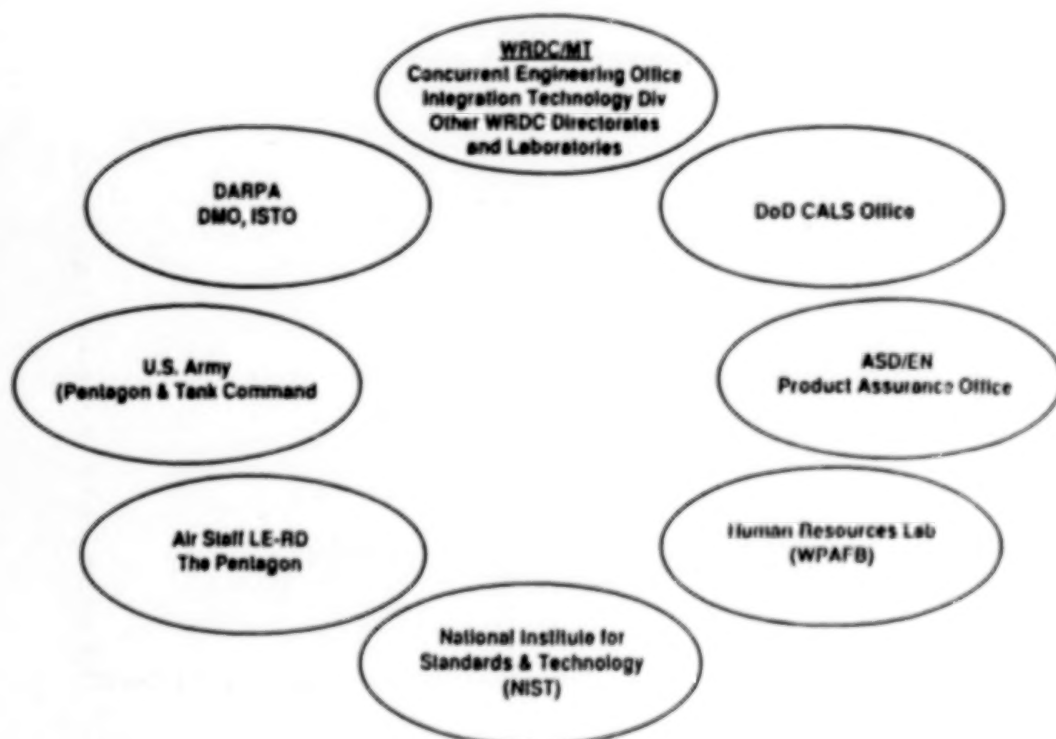 WRDC/MT
Concurrent Engineering Office
Integration Technology Div
Other WRDC Directorates
and Laboratories
DARPA
DMO, ISTO
DoD CALS Office
U.S. Army
(Pentagon & Tank Command
ASD/EN
Product Assurance Office
Air Staff LE-RD
The Pentagon
Human Resources Lab
(WPAFB)
National Institute for
Standards & Technology
(NIST)